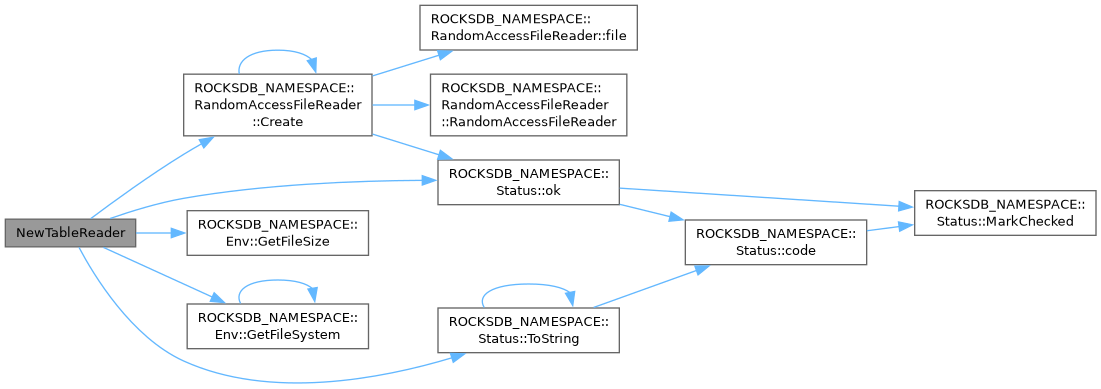 NewTableReader
ROCKSDB_NAMESPACE::
RandomAccessFileReader
::Create
ROCKSDB_NAMESPACE::
RandomAccessFileReader::file
ROCKSDB_NAMESPACE::
RandomAccessFileReader
::RandomAccessFileReader
ROCKSDB_NAMESPACE::
Status::ok
ROCKSDB_NAMESPACE::
Status::MarkChecked
ROCKSDB_NAMESPACE::
Status::code
ROCKSDB_NAMESPACE::
Env::GetFileSize
ROCKSDB_NAMESPACE::
Env::GetFileSystem
ROCKSDB_NAMESPACE::
Status::ToString